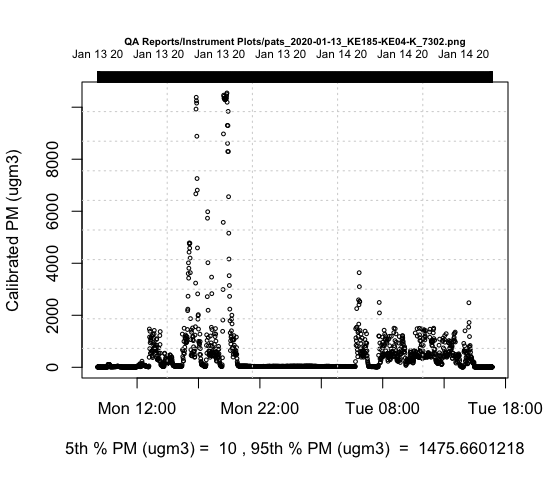 QA Reports/Instrument Plots/pats_2020-01-13_KE185-KE04-K_7302.png
Jan 13 20 Jan 13 20 Jan 13 20 Jan 13 20 Jan 14 20 Jan 14 20 Jan 14 20
Calibrated PM (ugm3)
8000
6000
4000
2000
0
Mon 12:00 Mon 22:00 Tue 08:00 Tue 18:00
5th % PM (ugm3) = 10 , 95th % PM (ugm3) = 1475.6601218